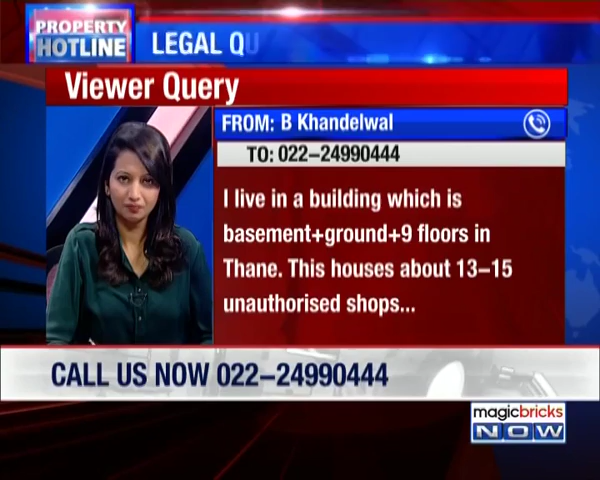 PROPERTY
HOTLINE
LEGAL QU
Viewer Query
FROM: B Khandelwal
TO: 022–24990444
I live in a building which is
basement+ground+9 floors in
Thane. This houses about 13–15
unauthorised shops...
CALL US NOW 022–24990444
magicbricks
NOW